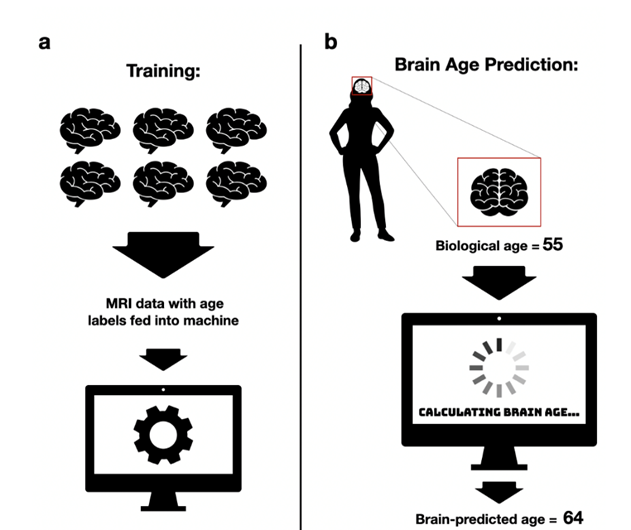 a
Training:
MRI data with age
labels fed into machine
b
Brain Age Prediction:
Biological age = 55
CALCULATING BRAIN AGE...
Brain-predicted age = 64